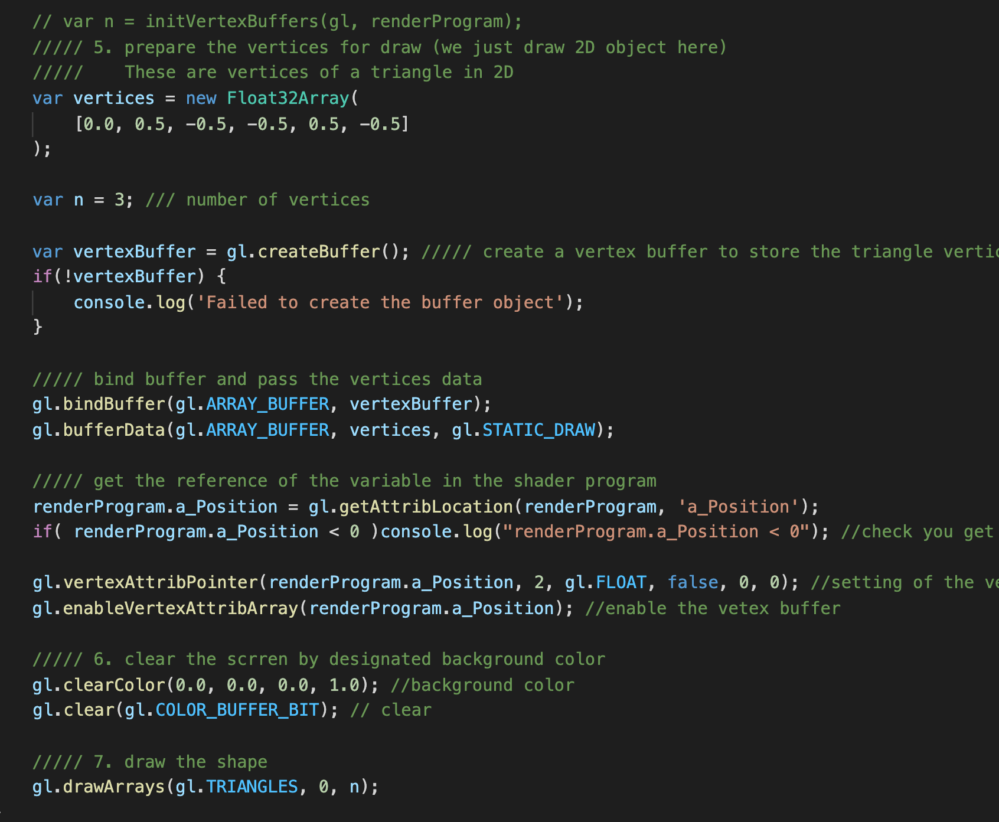 // var n = initVertexBuffers(gl, renderProgram);
///// 5. prepare the vertices for draw (we just draw 2D object here)
/////    These are vertices of a triangle in 2D
var vertices = new Float32Array(
    [0.0, 0.5, -0.5, -0.5, 0.5, -0.5]
);
var n = 3; /// number of vertices
var vertexBuffer = gl.createBuffer(); ///// create a vertex buffer to store the triangle vertic
if(!vertexBuffer) {
    console.log('Failed to create the buffer object');
}
///// bind buffer and pass the vertices data
gl.bindBuffer(gl.ARRAY_BUFFER, vertexBuffer);
gl.bufferData(gl.ARRAY_BUFFER, vertices, gl.STATIC_DRAW);
///// get the reference of the variable in the shader program
renderProgram.a_Position = gl.getAttribLocation(renderProgram, 'a_Position');
if( renderProgram.a_Position < 0 )console.log("renderProgram.a_Position < 0"); //check you get
gl.vertexAttribPointer(renderProgram.a_Position, 2, gl.FLOAT, false, 0, 0); //setting of the ve
gl.enableVertexAttribArray(renderProgram.a_Position); //enable the vetex buffer
///// 6. clear the scrren by designated background color
gl.clearColor(0.0, 0.0, 0.0, 1.0); //background color
gl.clear(gl.COLOR_BUFFER_BIT); // clear
///// 7. draw the shape
gl.drawArrays(gl.TRIANGLES, 0, n);